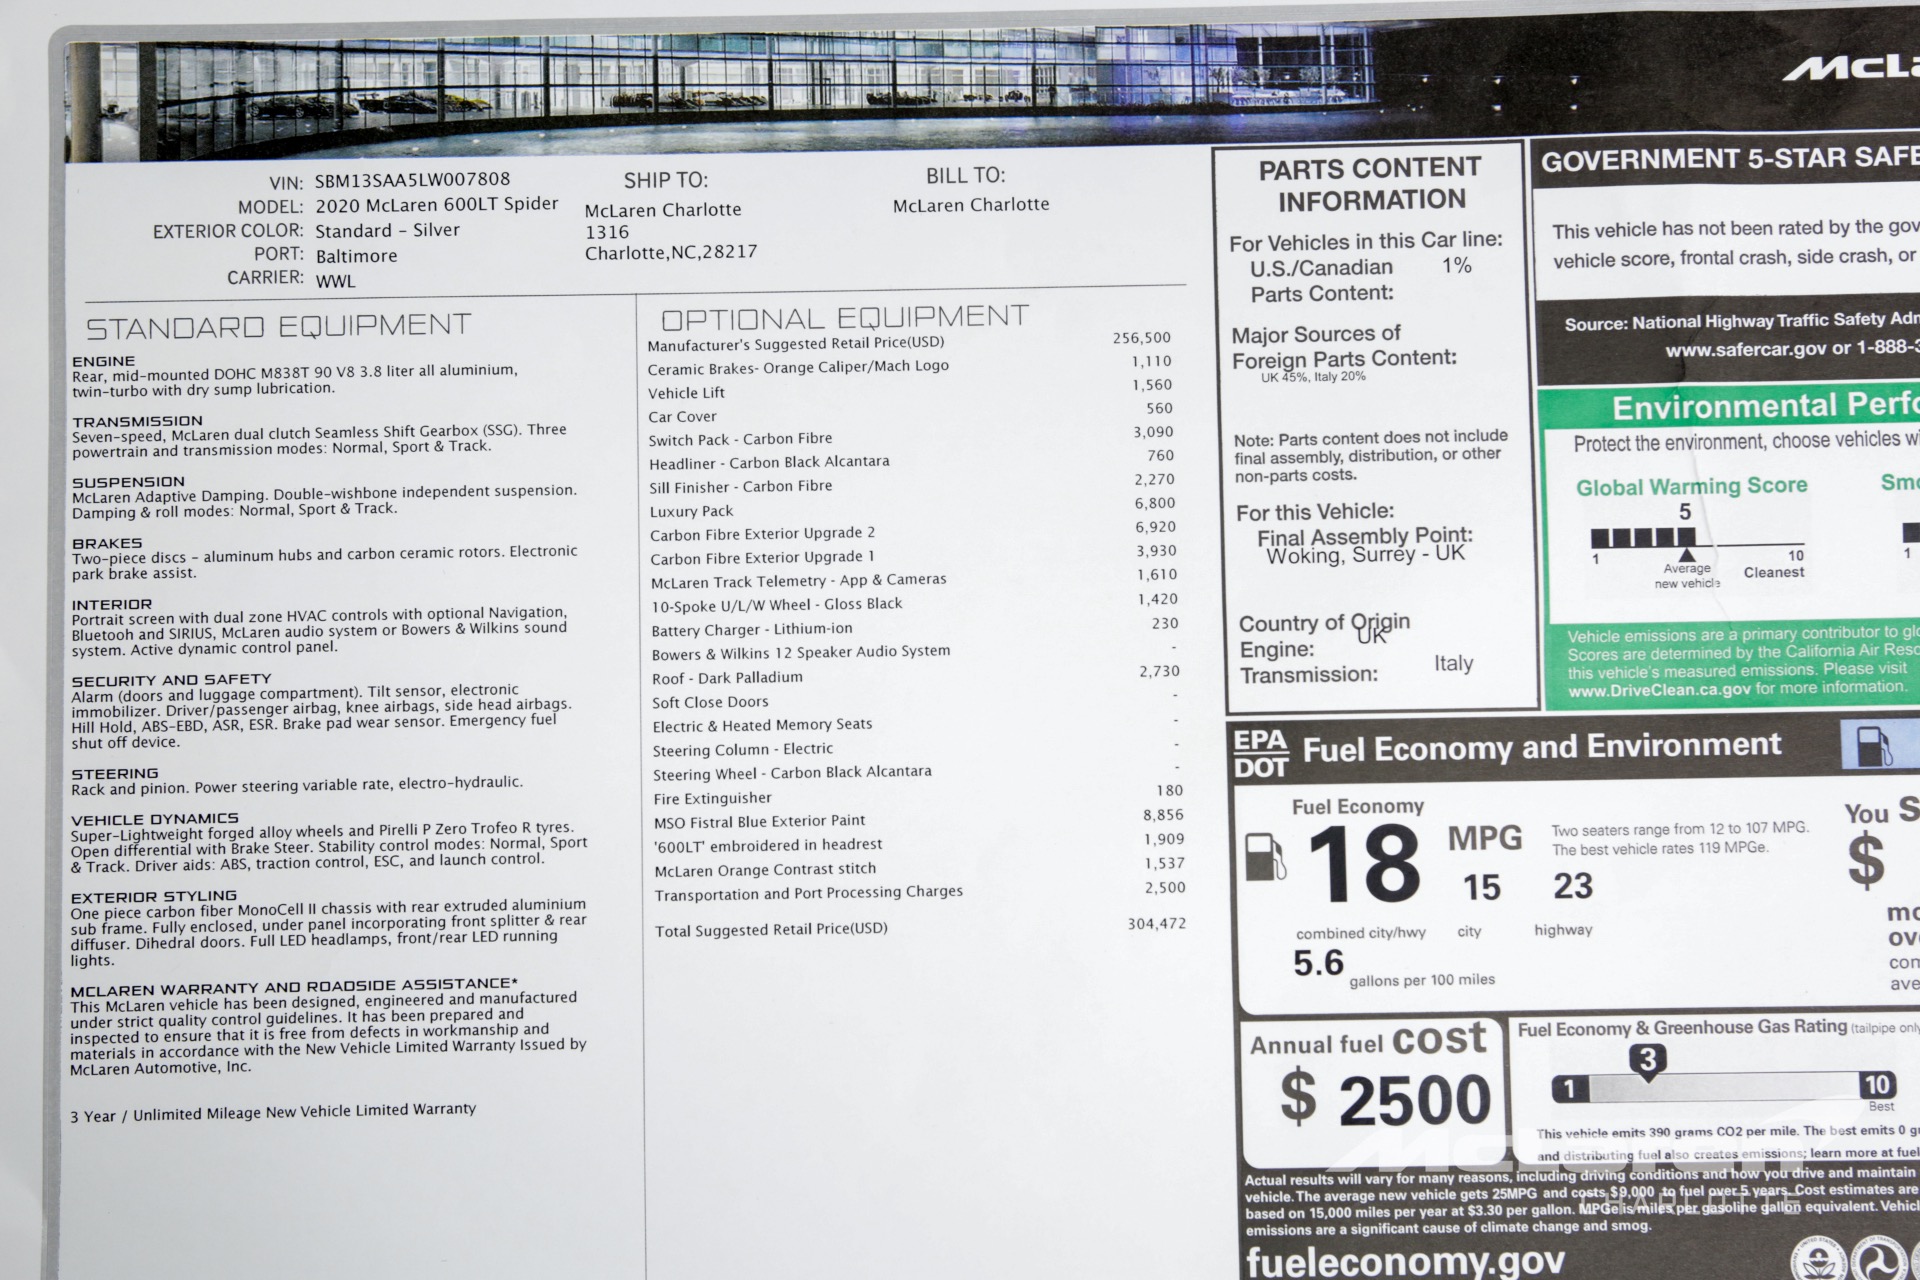 McLa
VIN: SBM13SAA5LW007808
MODEL: 2020 McLaren 600LT Spider
EXTERIOR COLOR: Standard - Silver
PORT: Baltimore
CARRIER: WWL
SHIP TO:
McLaren Charlotte
1316
Charlotte,NC,28217
BILL TO:
McLaren Charlotte
STANDARD EQUIPMENT
ENGINE
Rear, mid-mounted DOHC M838T 90 V8 3.8 liter all aluminium,
twin-turbo with dry sump lubrication.
TRANSMISSION
Seven-speed, McLaren dual clutch Seamless Shift Gearbox (SSG). Three
powertrain and transmission modes: Normal, Sport & Track.
SUSPENSION
McLaren Adaptive Damping. Double-wishbone independent suspension.
Damping & roll modes: Normal, Sport & Track.
BRAKES
Two-piece discs - aluminum hubs and carbon ceramic rotors. Electronic
park brake assist.
INTERIOR
Portrait screen with dual zone HVAC controls with optional Navigation,
Bluetooh and SIRIUS, McLaren audio system or Bowers & Wilkins sound
system. Active dynamic control panel.
SECURITY AND SAFETY
Alarm (doors and luggage compartment). Tilt sensor, electronic
immobilizer. Driver/passenger airbag, knee airbags, side head airbags.
Hill Hold, ABS-EBD, ASR, ESR. Brake pad wear sensor. Emergency fuel
shut off device.
STEERING
Rack and pinion. Power steering variable rate, electro-hydraulic.
VEHICLE DYNAMICS
Super-Lightweight forged alloy wheels and Pirelli P Zero Trofeo R tyres.
Open differential with Brake Steer. Stability control modes: Normal, Sport
& Track. Driver aids: ABS, traction control, ESC, and launch control.
EXTERIOR STYLING
One piece carbon fiber MonoCell II chassis with rear extruded aluminium
sub frame. Fully enclosed, under panel incorporating front splitter & rear
diffuser. Dihedral doors. Full LED headlamps, front/rear LED running
lights.
MCLAREN WARRANTY AND ROADSIDE ASSISTANCE*
This McLaren vehicle has been designed, engineered and manufactured
under strict quality control guidelines. It has been prepared and
inspected to ensure that it is free from defects in workmanship and
materials in accordance with the New Vehicle Limited Warranty Issued by
McLaren Automotive, Inc.
3 Year / Unlimited Mileage New Vehicle Limited Warranty
OPTIONAL EQUIPMENT
Manufacturer's Suggested Retail Price(USD) 256,500
Ceramic Brakes- Orange Caliper/Mach Logo 1,110
Vehicle Lift 1,560
Car Cover 560
Switch Pack - Carbon Fibre 3,090
Headliner - Carbon Black Alcantara 760
Sill Finisher - Carbon Fibre 2,270
Luxury Pack 6,800
Carbon Fibre Exterior Upgrade 2 6,920
Carbon Fibre Exterior Upgrade 1 3,930
McLaren Track Telemetry - App & Cameras 1,610
10-Spoke U/L/W Wheel - Gloss Black 1,420
Battery Charger - Lithium-ion 230
Bowers & Wilkins 12 Speaker Audio System -
Roof - Dark Palladium 2,730
Soft Close Doors -
Electric & Heated Memory Seats -
Steering Column - Electric -
Steering Wheel - Carbon Black Alcantara -
Fire Extinguisher 180
MSO Fistral Blue Exterior Paint 8,856
'600LT' embroidered in headrest 1,909
McLaren Orange Contrast stitch 1,537
Transportation and Port Processing Charges 2,500
Total Suggested Retail Price(USD) 304,472
PARTS CONTENT
INFORMATION
For Vehicles in this Car line:
U.S./Canadian 1%
Parts Content:
Major Sources of
Foreign Parts Content:
UK 45%, Italy 20%
Note: Parts content does not include
final assembly, distribution, or other
non-parts costs.
For this Vehicle:
Final Assembly Point:
Woking, Surrey - UK
Country of Origin
UK
Engine:
Transmission: Italy
GOVERNMENT 5-STAR SAFE
This vehicle has not been rated by the gov
vehicle score, frontal crash, side crash, or
Source: National Highway Traffic Safety Adm
www.safercar.gov or 1-888-3
Environmental Perfo
Protect the environment, choose vehicles wi
Global Warming Score Smo
5
1 10 1
Average
new vehicle
Cleanest
Vehicle emissions are a primary contributor to glo
Scores are determined by the California Air Reso
this vehicle's measured emissions. Please visit
www.DriveClean.ca.gov for more information.
EPA
DOT
Fuel Economy and Environment
Fuel Economy
18 MPG
15 23
Two seaters range from 12 to 107 MPG.
The best vehicle rates 119 MPGe.
combined city/hwy city highway
5.6 gallons per 100 miles
You S
$
mo
ove
com
ave
Annual fuel cost
$ 2500
Fuel Economy & Greenhouse Gas Rating (tailpipe only
3
1 10
Best
This vehicle emits 390 grams CO2 per mile. The best emits 0 gr
and distributing fuel also creates emissions; learn more at fuel
Actual results will vary for many reasons, including driving conditions and how you drive and maintain
vehicle. The average new vehicle gets 25MPG and costs $9,000 to fuel over 5 years. Cost estimates are
based on 15,000 miles per year at $3.30 per gallon. MPGe is miles per gasoline gallon equivalent. Vehicl
emissions are a significant cause of climate change and smog.
fueleconomy.gov
McLaren
CHARLOTTE